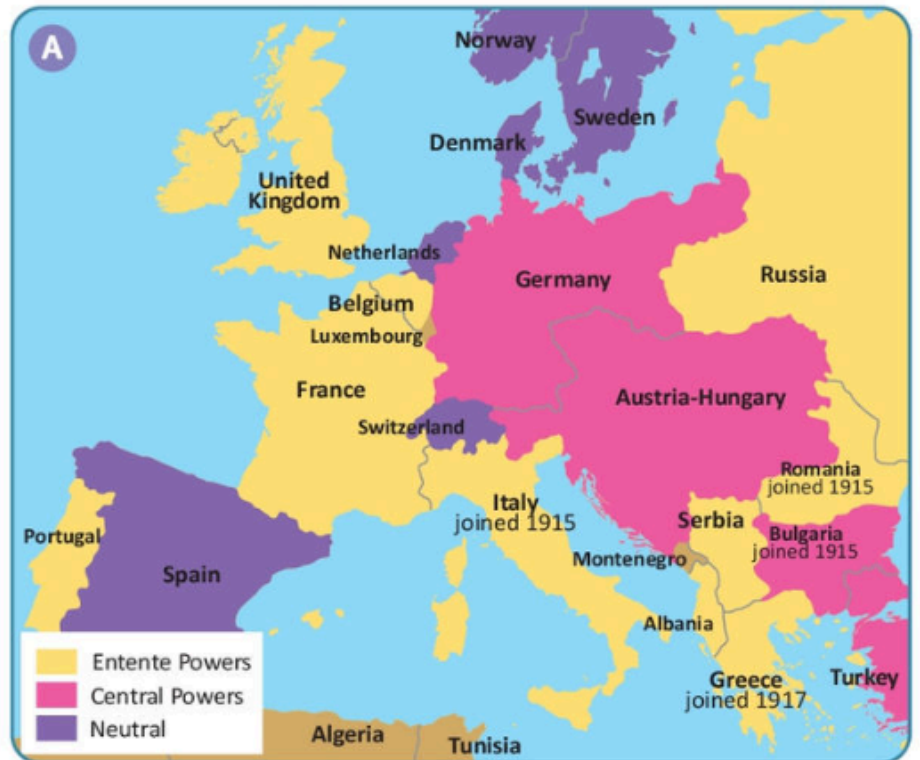 A
Norway
Sweden
Denmark
United
Kingdom
Netherlands
Belgium
Luxembourg
Germany
Russia
France
Austria-Hungary
Switzerland
Romania
joined 1915
Italy
joined 1915
Serbia
Bulgaria
joined 1915
Portugal
Spain
Montenegro
Albania
Greece
joined 1917
Turkey
Entente Powers
Central Powers
Neutral
Algeria
Tunisia